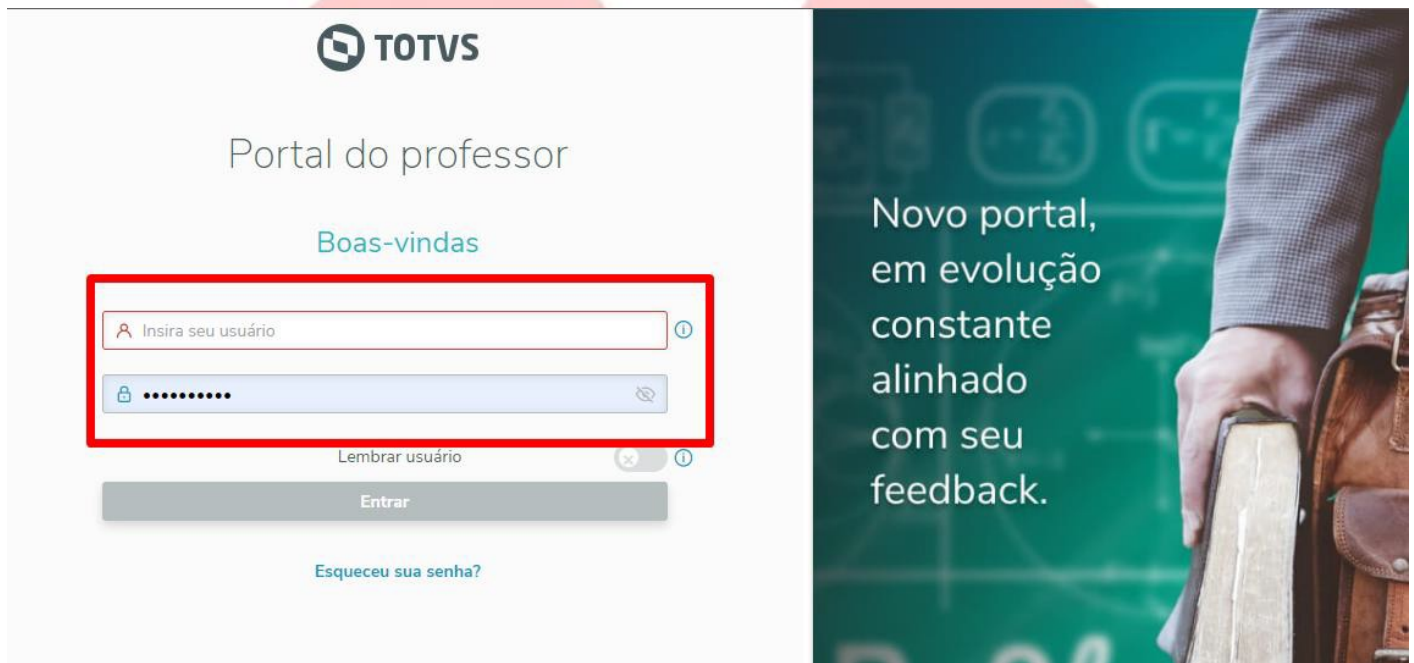 TOTVS
Portal do professor
Boas-vindas
Insira seu usuário
••••••••••
Lembrar usuário
Entrar
Esqueceu sua senha?
Novo portal,
em evolução
constante
alinhado
com seu
feedback.